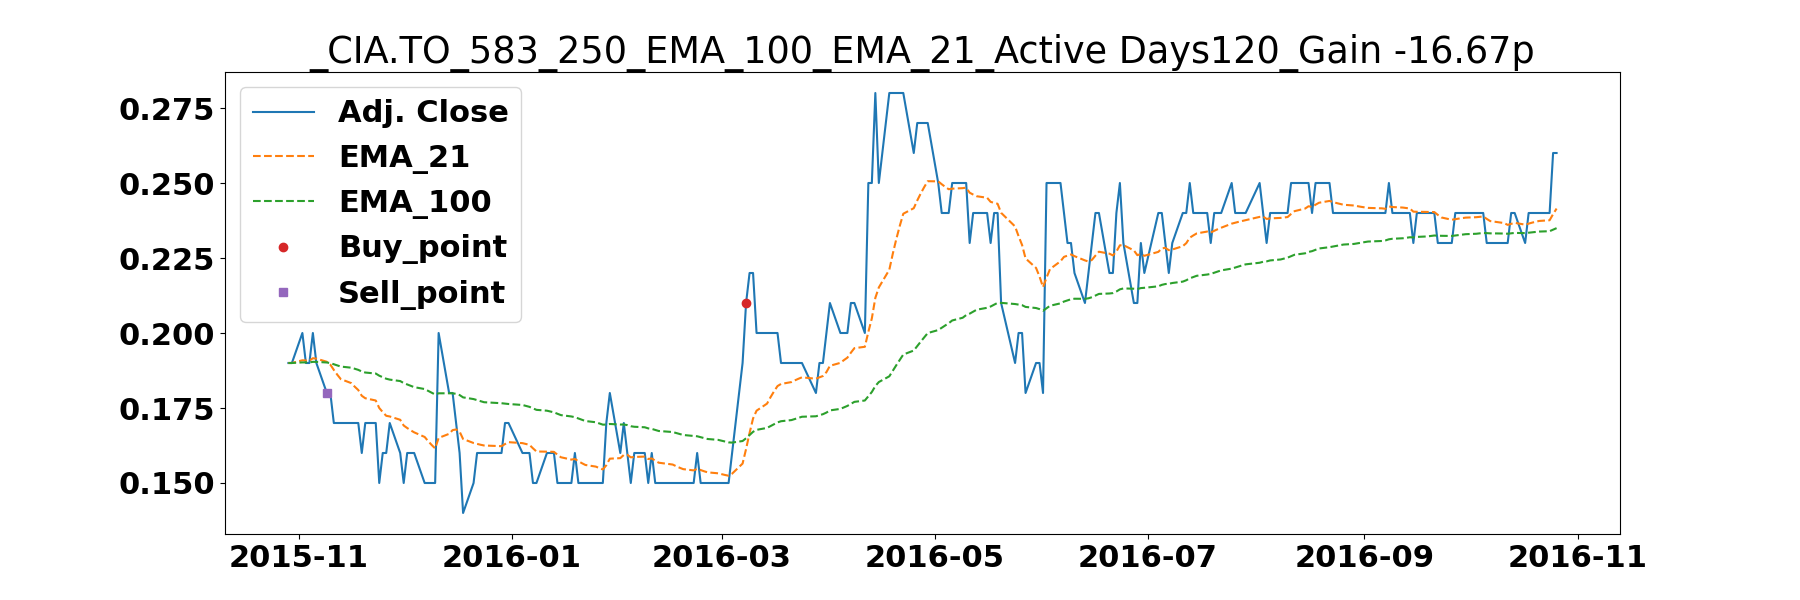 _CIA.TO_583_250_EMA_100_EMA_21_Active Days120_Gain -16.67p
0.275
0.250
0.225
0.200
0.175
0.150
Adj. Close
EMA_21
EMA_100
Buy_point
Sell_point
2015-11 2016-01 2016-03 2016-05 2016-07 2016-09 2016-11